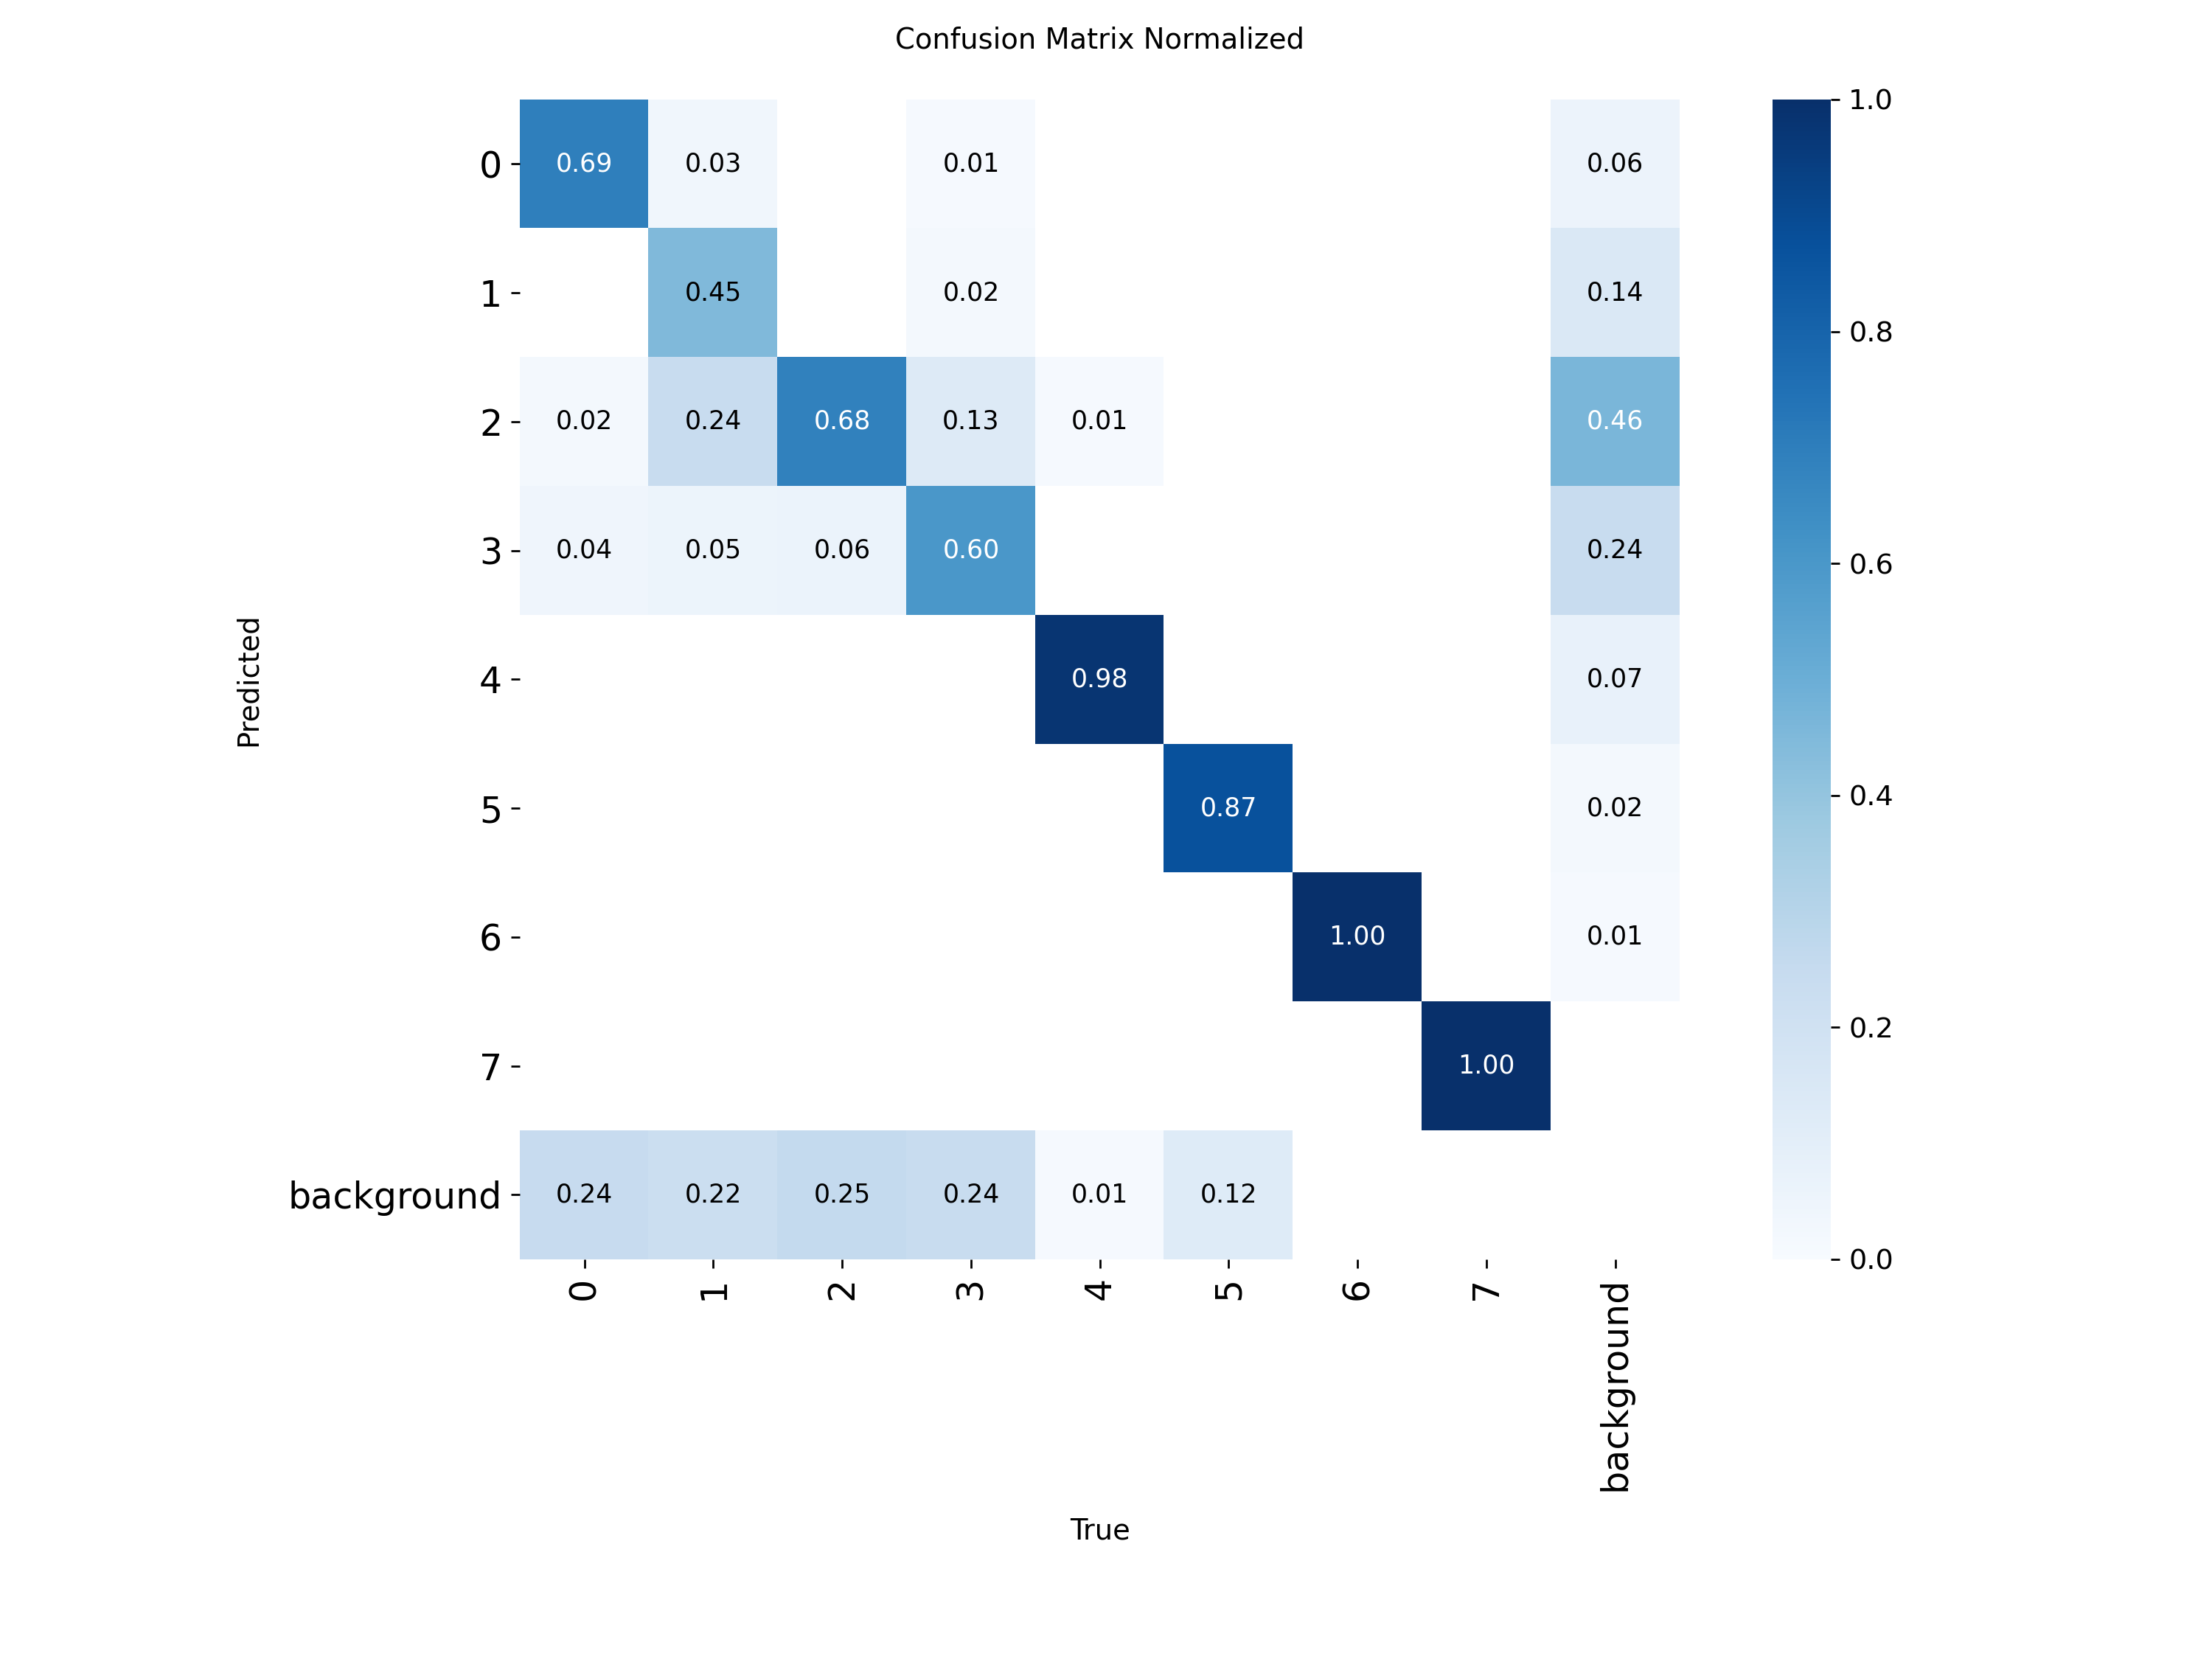 Confusion Matrix Normalized
0 0.69 0.03 0.01 0.06
1 0.45 0.02 0.14
2 0.02 0.24 0.68 0.13 0.01 0.46
3 0.04 0.05 0.06 0.60 0.24
4 0.98 0.07
5 0.87 0.02
6 1.00 0.01
7 1.00
background 0.24 0.22 0.25 0.24 0.01 0.12
0 1 2 3 4 5 6 7 background
Predicted
True
1.0
0.8
0.6
0.4
0.2
0.0